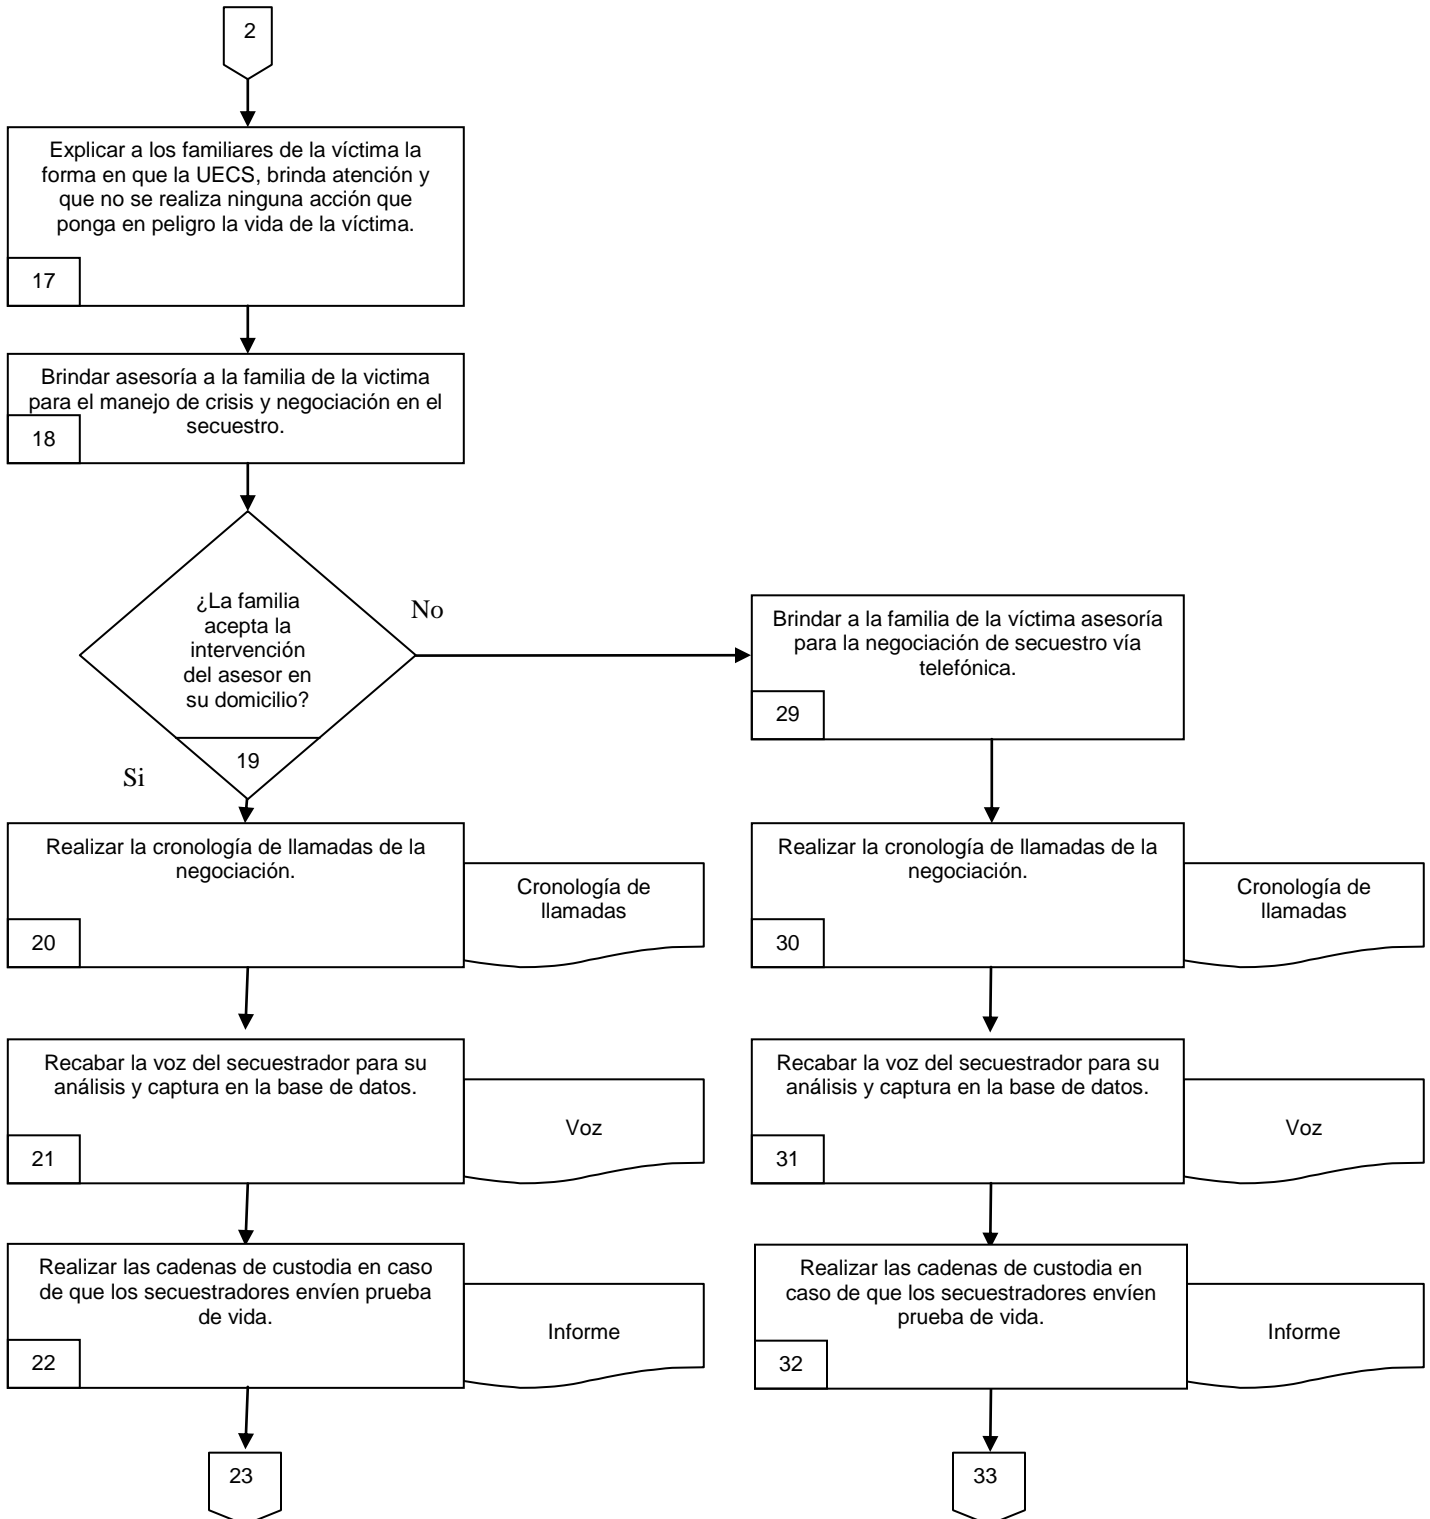 2
Explicar a los familiares de la víctima la
forma en que la UECS, brinda atención y
que no se realiza ninguna acción que
ponga en peligro la vida de la víctima.
17
Brindar asesoría a la familia de la victima
para el manejo de crisis y negociación en el
secuestro.
18
¿La familia
acepta la
intervención
del asesor en
su domicilio?
19
No
Si
Brindar a la familia de la víctima asesoría
para la negociación de secuestro vía
telefónica.
29
Realizar la cronología de llamadas de la
negociación.
20
Cronología de
llamadas
Realizar la cronología de llamadas de la
negociación.
30
Cronología de
llamadas
Recabar la voz del secuestrador para su
análisis y captura en la base de datos.
21
Voz
Recabar la voz del secuestrador para su
análisis y captura en la base de datos.
31
Voz
Realizar las cadenas de custodia en caso
de que los secuestradores envíen prueba
de vida.
22
Informe
Realizar las cadenas de custodia en
caso de que los secuestradores envíen
prueba de vida.
32
Informe
23
33